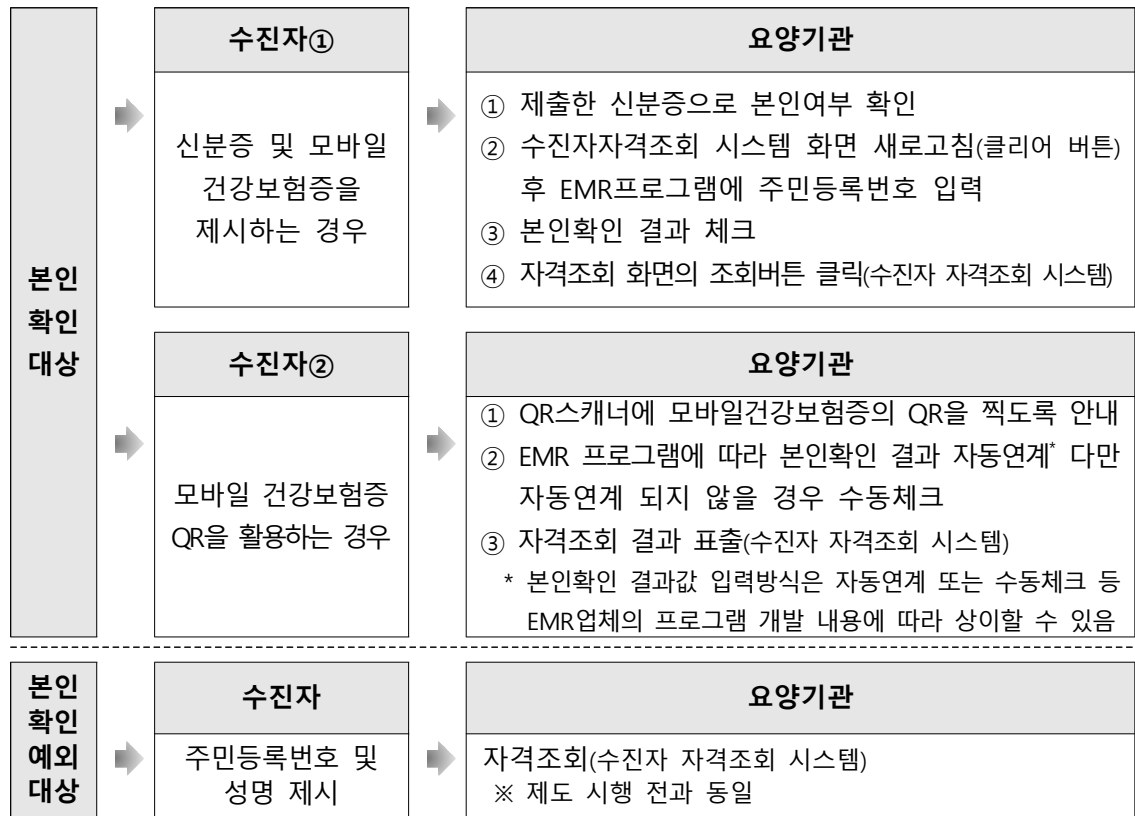 본인
확인
대상
수진자①
신분증 및 모바일
건강보험증을
제시하는 경우
요양기관
① 제출한 신분증으로 본인여부 확인
② 수진자자격조회 시스템 화면 새로고침(클리어 버튼)
후 EMR프로그램에 주민등록번호 입력
③ 본인확인 결과 체크
④ 자격조회 화면의 조회버튼 클릭(수진자 자격조회 시스템)
수진자②
모바일 건강보험증
QR을 활용하는 경우
요양기관
① QR스캐너에 모바일건강보험증의 QR을 찍도록 안내
② EMR 프로그램에 따라 본인확인 결과 자동연계* 다만
자동연계 되지 않을 경우 수동체크
③ 자격조회 결과 표출(수진자 자격조회 시스템)
* 본인확인 결과값 입력방식은 자동연계 또는 수동체크 등
EMR업체의 프로그램 개발 내용에 따라 상이할 수 있음
본인
확인
예외
대상
수진자
주민등록번호 및
성명 제시
요양기관
자격조회(수진자 자격조회 시스템)
※ 제도 시행 전과 동일